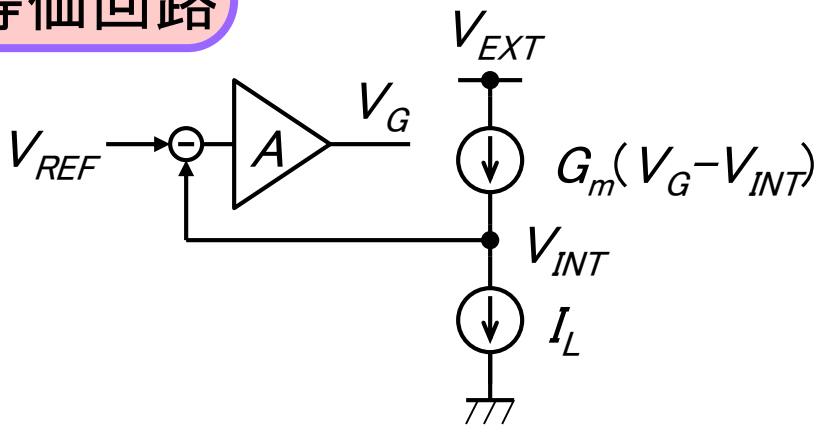 等価回路
V_EXT
V_REF
−
A
V_G
G_m(V_G−V_INT)
V_INT
I_L